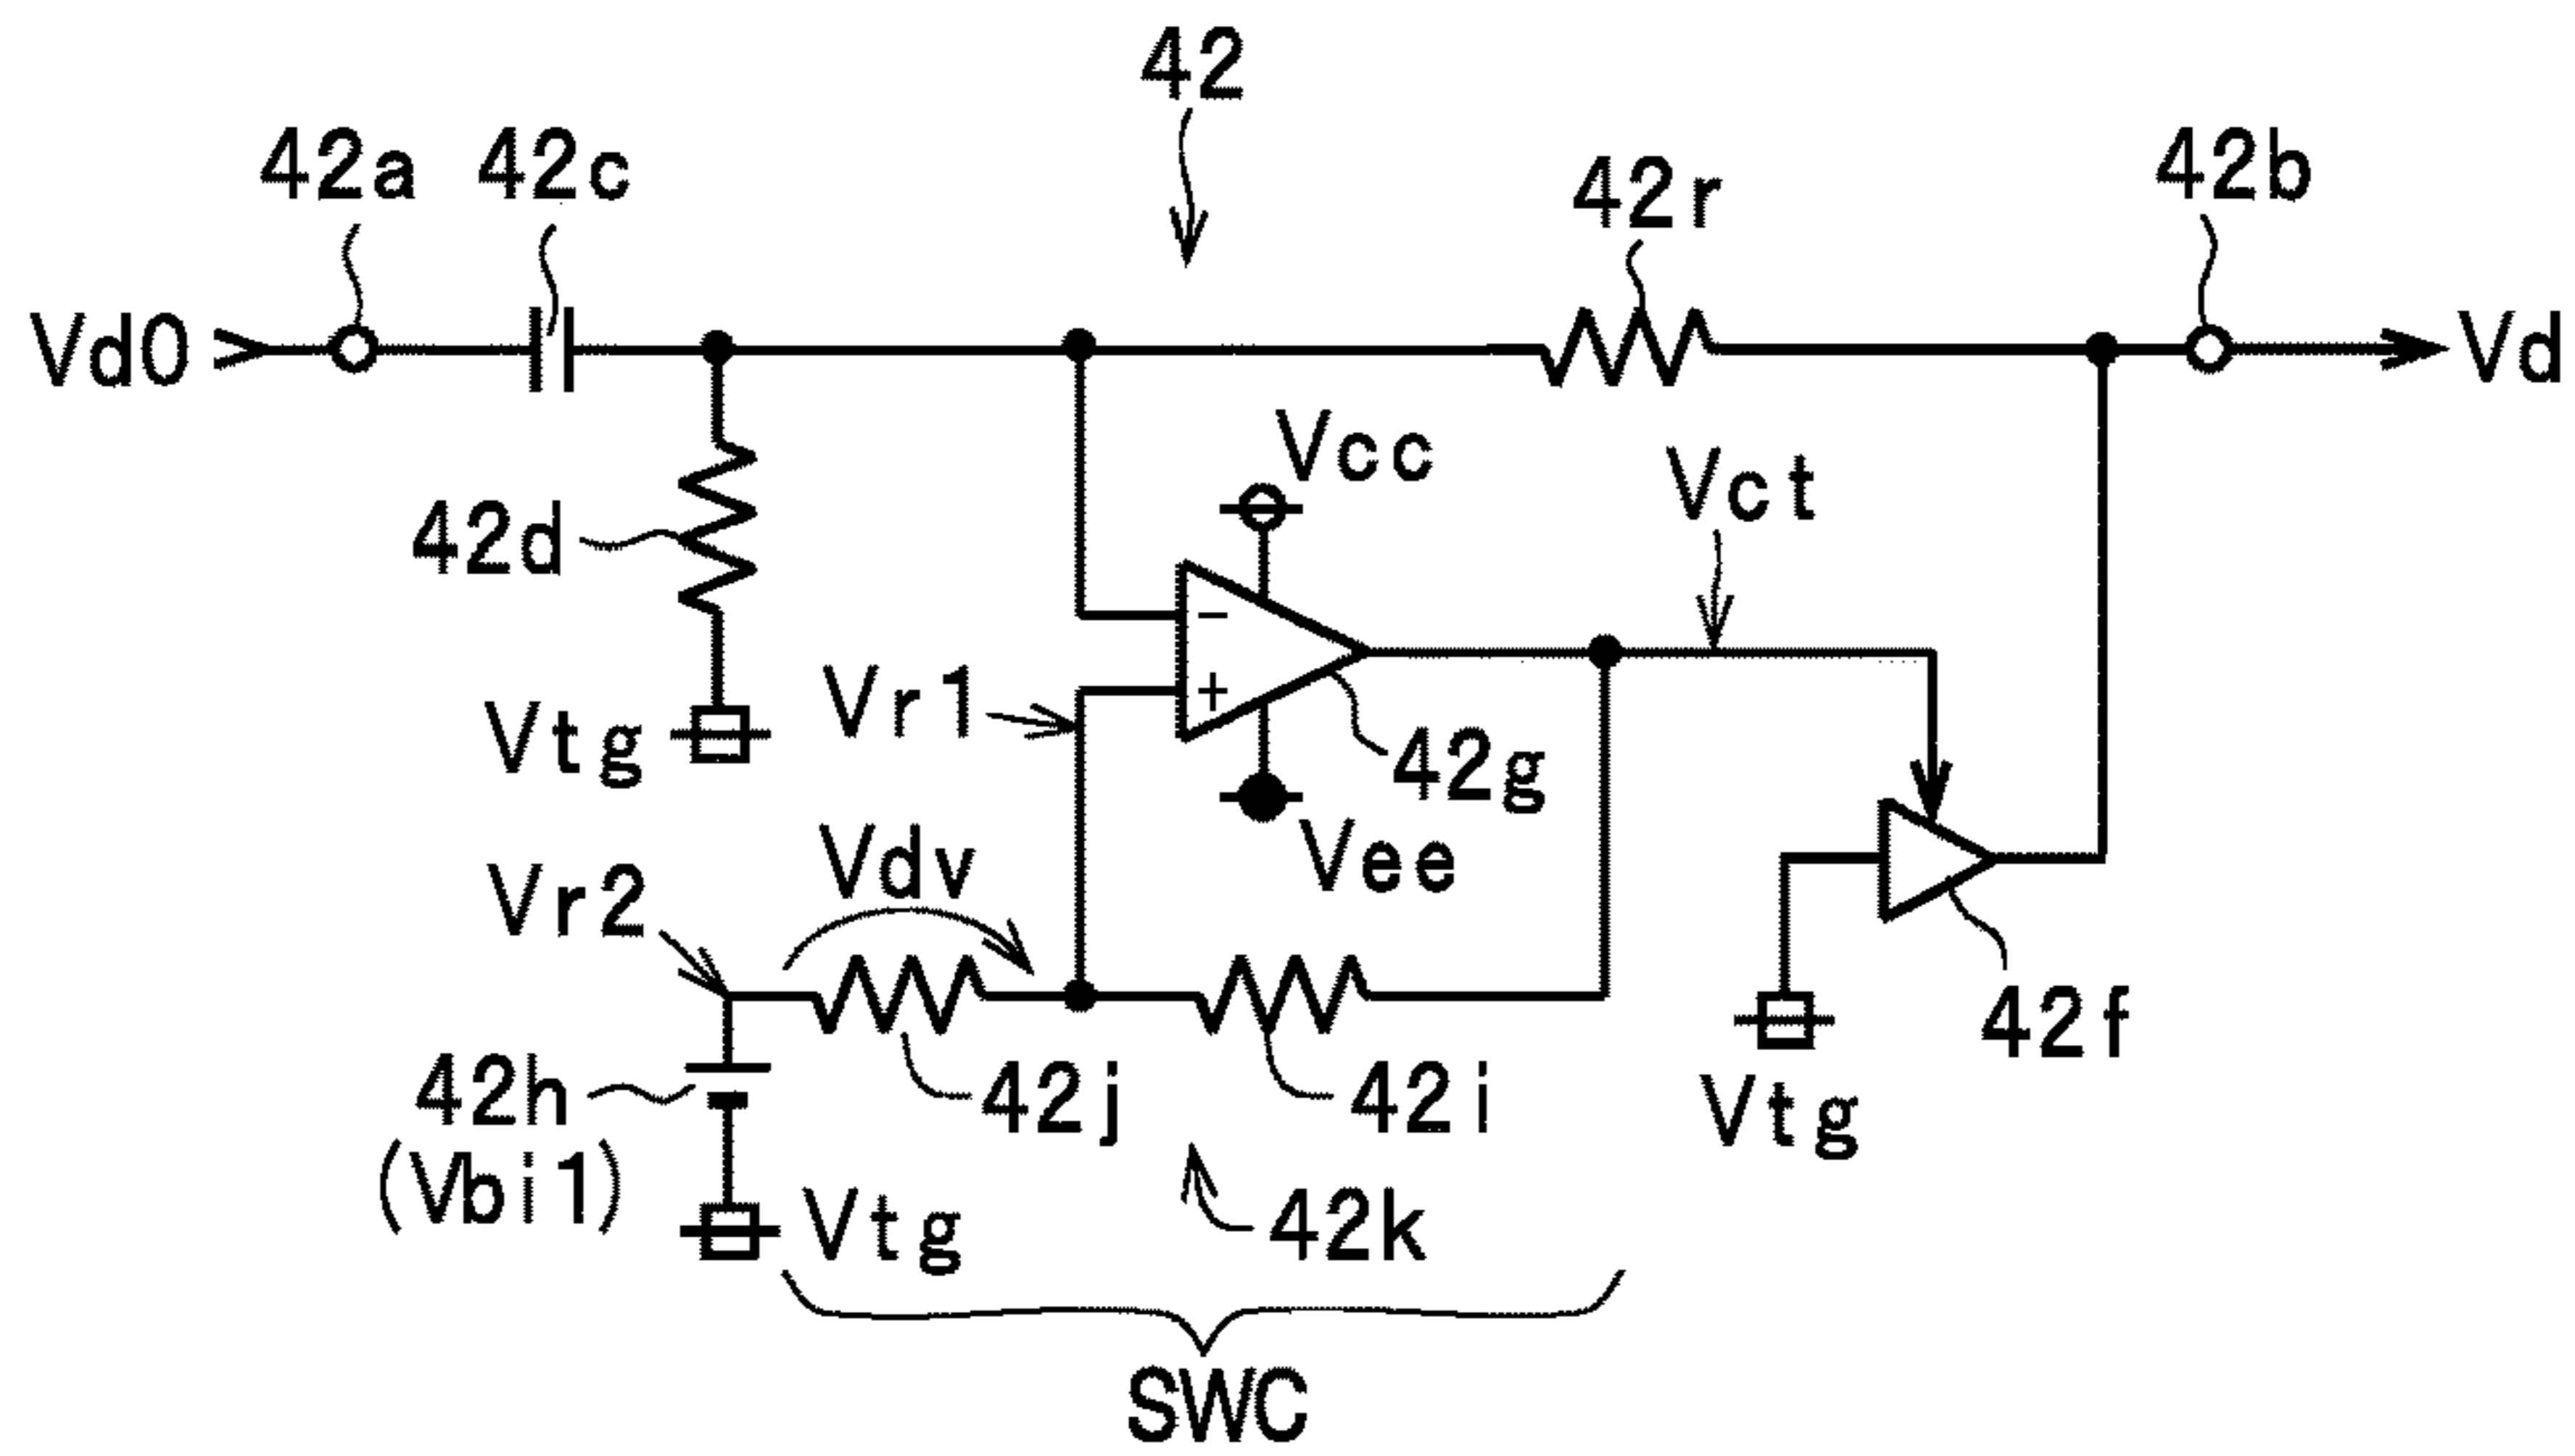 42
42a
42c
42r
42b
Vd0
Vd
Vcc
Vct
42d
−
+
Vr1
Vtg
42g
Vee
Vdv
Vr2
42f
42h
(Vbi1)
42j
42i
Vtg
Vtg
42k
SWC